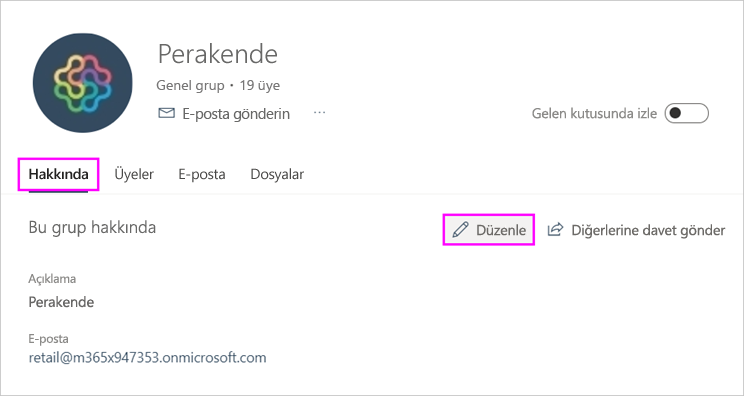 Perakende
Genel grup • 19 üye
E-posta gönderin ...
Gelen kutusunda izle
Hakkında Üyeler E-posta Dosyalar
Bu grup hakkında
Düzenle Diğerlerine davet gönder
Açıklama
Perakende
E-posta
retail@m365x947353.onmicrosoft.com